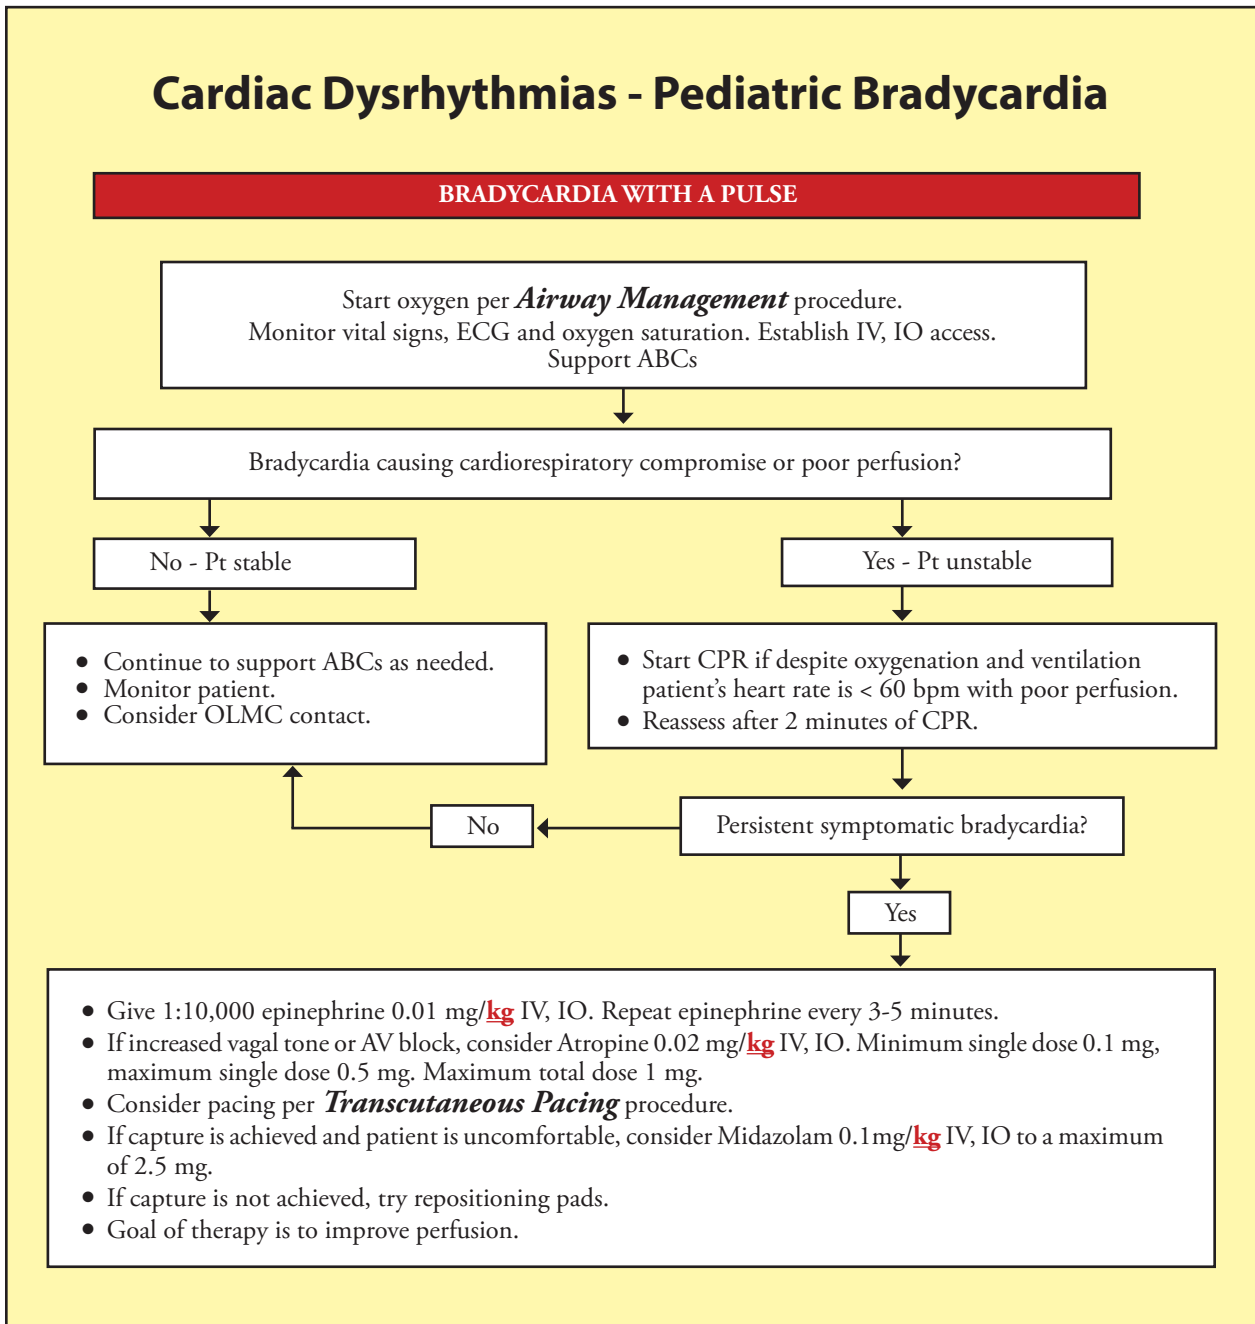 Cardiac Dysrhythmias - Pediatric Bradycardia
BRADYCARDIA WITH A PULSE
Start oxygen per Airway Management procedure.
Monitor vital signs, ECG and oxygen saturation. Establish IV, IO access.
Support ABCs
Bradycardia causing cardiorespiratory compromise or poor perfusion?
No - Pt stable
Yes - Pt unstable
• Continue to support ABCs as needed.
• Monitor patient.
• Consider OLMC contact.
• Start CPR if despite oxygenation and ventilation
patient's heart rate is < 60 bpm with poor perfusion.
• Reassess after 2 minutes of CPR.
No
Persistent symptomatic bradycardia?
Yes
• Give 1:10,000 epinephrine 0.01 mg/kg IV, IO. Repeat epinephrine every 3-5 minutes.
• If increased vagal tone or AV block, consider Atropine 0.02 mg/kg IV, IO. Minimum single dose 0.1 mg,
maximum single dose 0.5 mg. Maximum total dose 1 mg.
• Consider pacing per Transcutaneous Pacing procedure.
• If capture is achieved and patient is uncomfortable, consider Midazolam 0.1mg/kg IV, IO to a maximum
of 2.5 mg.
• If capture is not achieved, try repositioning pads.
• Goal of therapy is to improve perfusion.